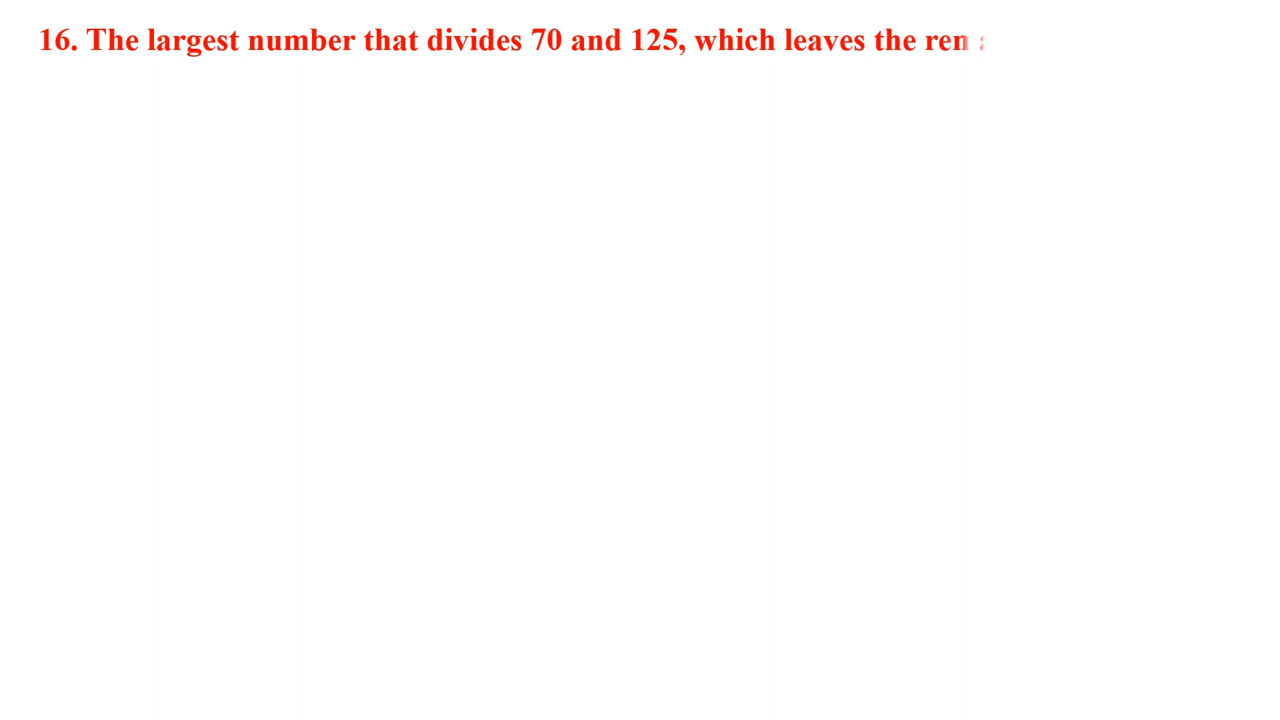 16. The largest number that divides 70 and 125, which leaves the